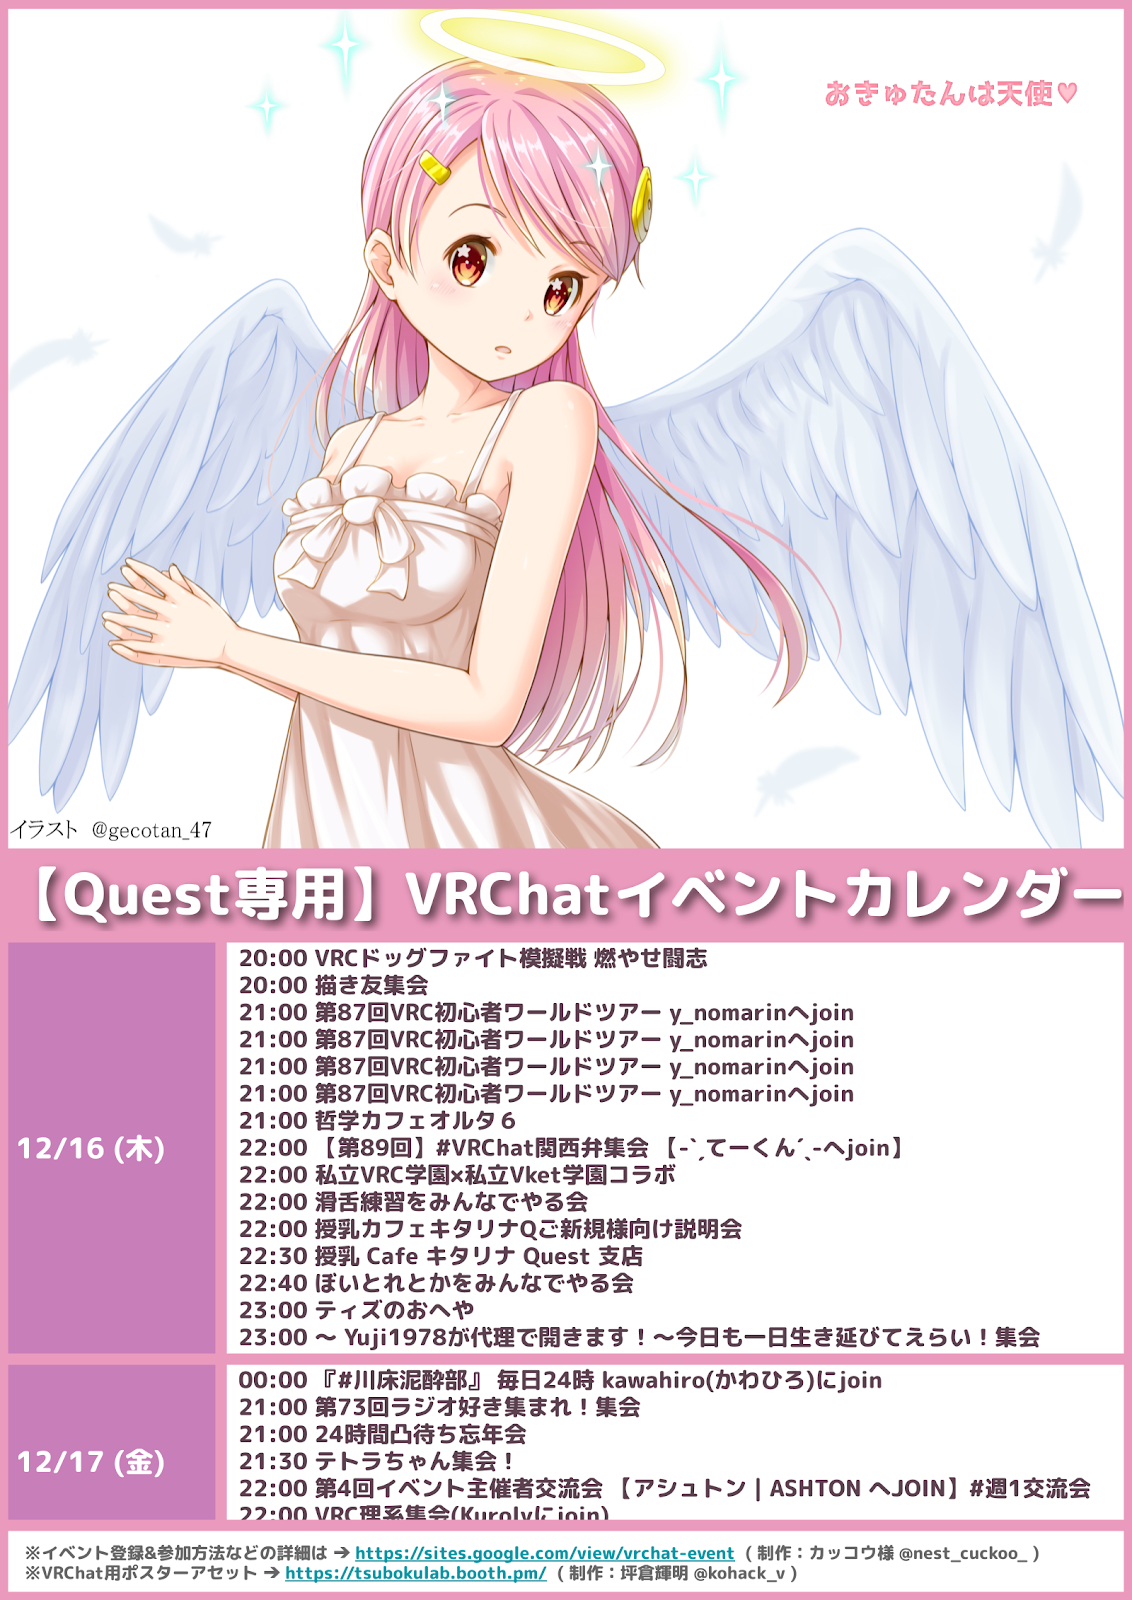 おきゅたんは天使♥
イラスト @gecotan_47
【Quest専用】VRChatイベントカレンダー
12/16 (木)
20:00 VRCドッグファイト模擬戦 燃やせ闘志
20:00 描き友集会
21:00 第87回VRC初心者ワールドツアー y_nomarinへjoin
21:00 第87回VRC初心者ワールドツアー y_nomarinへjoin
21:00 第87回VRC初心者ワールドツアー y_nomarinへjoin
21:00 第87回VRC初心者ワールドツアー y_nomarinへjoin
21:00 哲学カフェオルタ６
22:00 【第89回】#VRChat関西弁集会 【-`ˏてーくん´ˎ-へjoin】
22:00 私立VRC学園×私立Vket学園コラボ
22:00 滑舌練習をみんなでやる会
22:00 授乳カフェキタリナQご新規様向け説明会
22:30 授乳 Cafe キタリナ Quest 支店
22:40 ぼいとれとかをみんなでやる会
23:00 ティズのおへや
23:00 ～ Yuji1978が代理で開きます！～今日も一日生き延びてえらい！集会
12/17 (金)
00:00 『#川床泥酔部』 毎日24時 kawahiro(かわひろ)にjoin
21:00 第73回ラジオ好き集まれ！集会
21:00 24時間凸待ち忘年会
21:30 テトラちゃん集会！
22:00 第4回イベント主催者交流会 【アシュトン | ASHTON へJOIN】#週1交流会
22:00 VRC理系集会(Kurolyにjoin)
※イベント登録&参加方法などの詳細は → https://sites.google.com/view/vrchat-event ( 制作：カッコウ様 @nest_cuckoo_ )
※VRChat用ポスターアセット → https://tsubokulab.booth.pm/ ( 制作：坪倉輝明 @kohack_v )